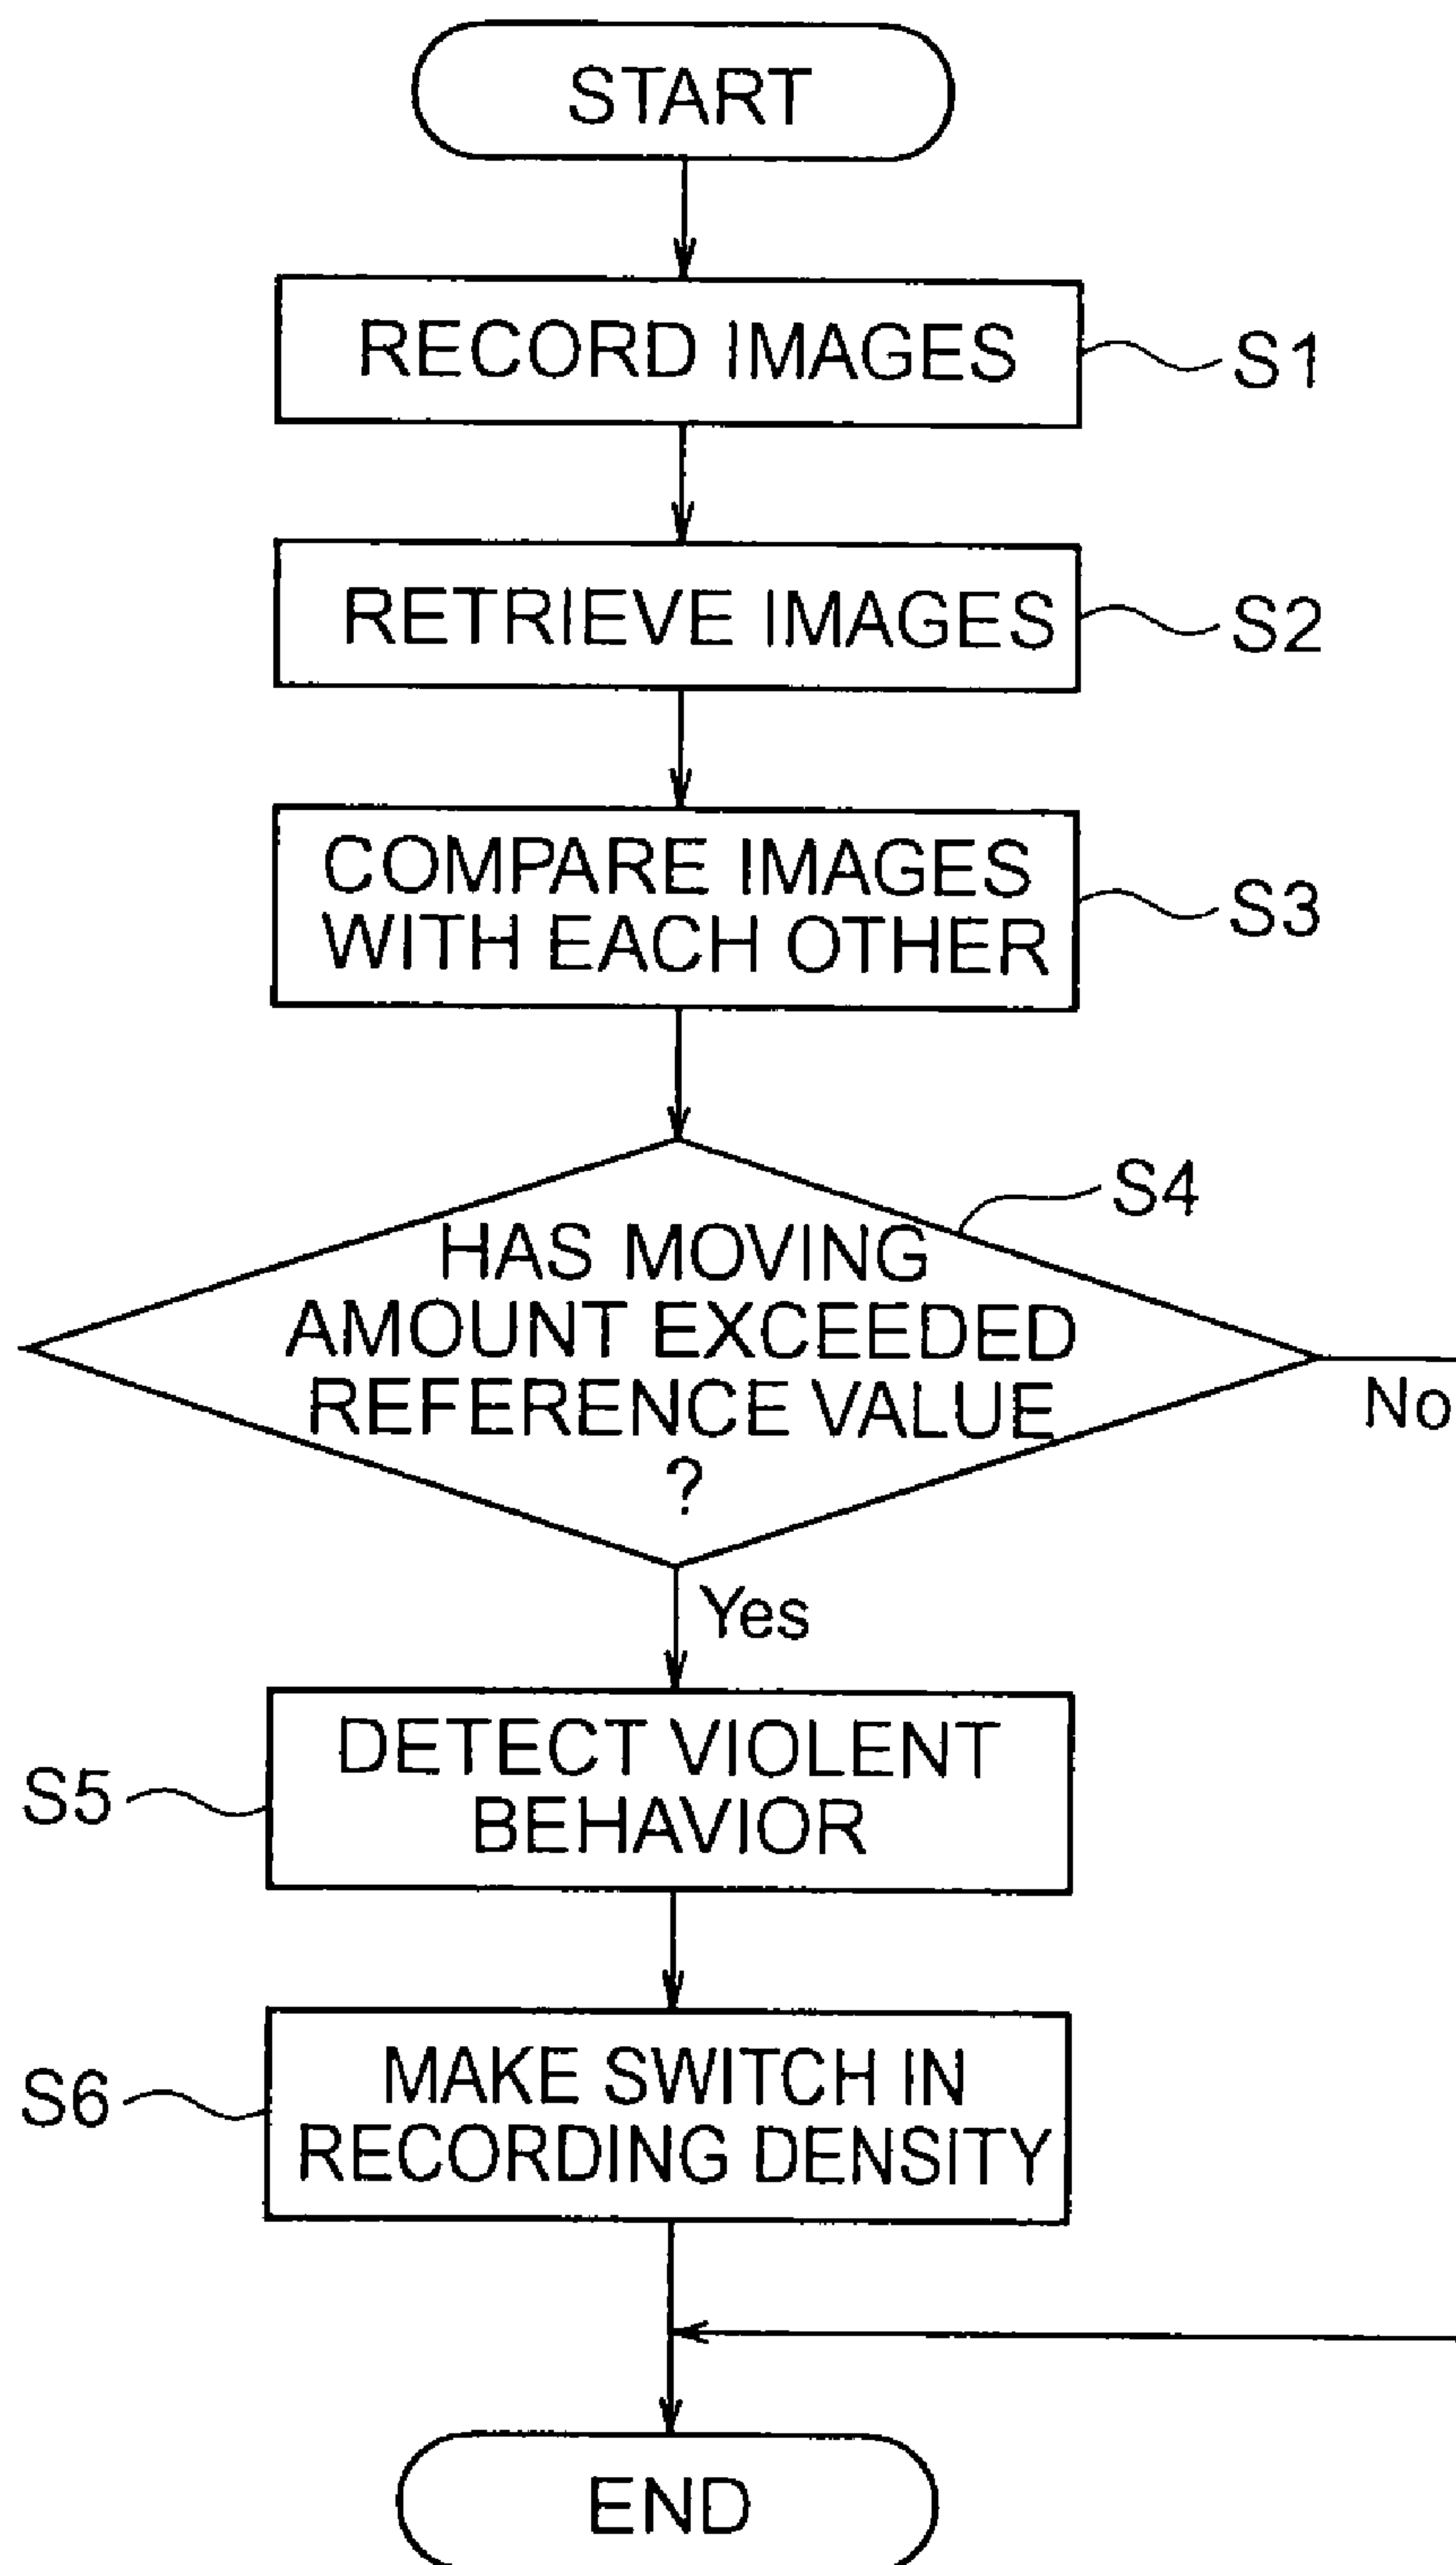 START
RECORD IMAGES
S1
RETRIEVE IMAGES
S2
COMPARE IMAGES
WITH EACH OTHER
S3
S4
HAS MOVING
AMOUNT EXCEEDED
REFERENCE VALUE
?
No
Yes
DETECT VIOLENT
BEHAVIOR
S5
MAKE SWITCH IN
RECORDING DENSITY
S6
END